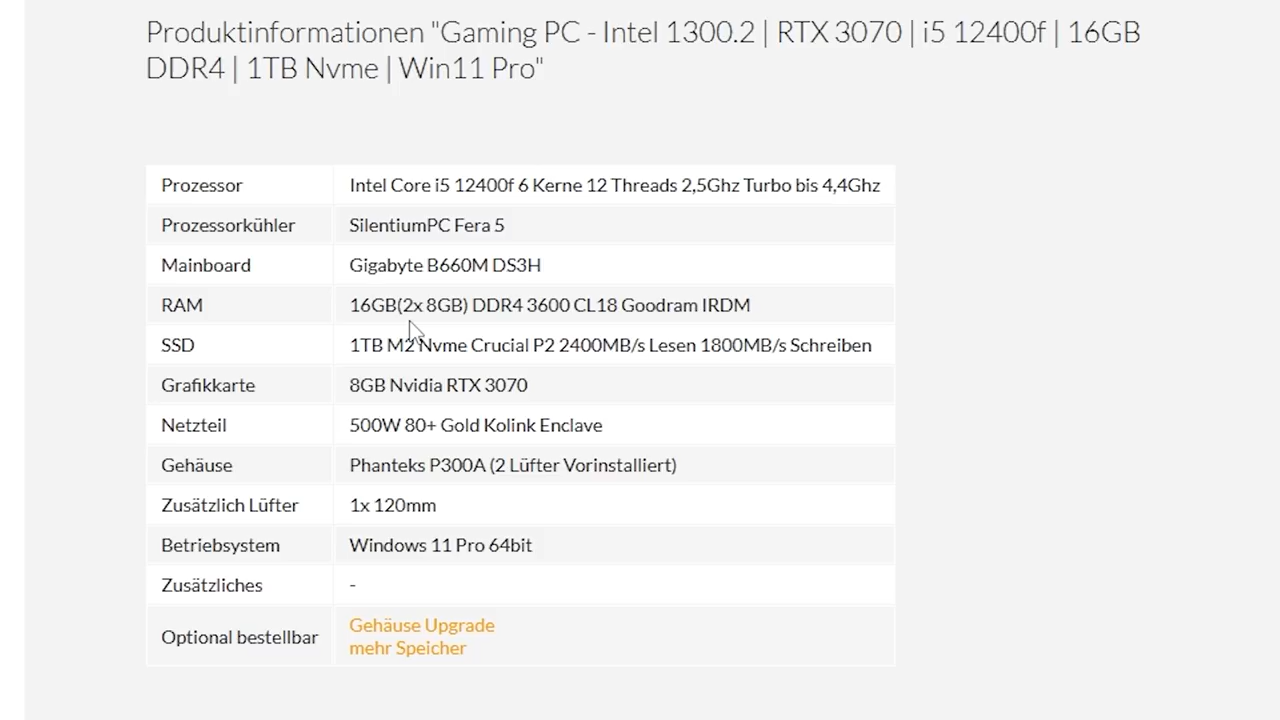 Produktinformationen "Gaming PC - Intel 1300.2 | RTX 3070 | i5 12400f | 16GB
DDR4 | 1TB Nvme | Win11 Pro"
Prozessor Intel Core i5 12400f 6 Kerne 12 Threads 2,5Ghz Turbo bis 4,4Ghz
Prozessorkühler SilentiumPC Fera 5
Mainboard Gigabyte B660M DS3H
RAM 16GB(2x 8GB) DDR4 3600 CL18 Goodram IRDM
SSD 1TB M2 Nvme Crucial P2 2400MB/s Lesen 1800MB/s Schreiben
Grafikkarte 8GB Nvidia RTX 3070
Netzteil 500W 80+ Gold Kolink Enclave
Gehäuse Phanteks P300A (2 Lüfter Vorinstalliert)
Zusätzlich Lüfter 1x 120mm
Betriebsystem Windows 11 Pro 64bit
Zusätzliches -
Optional bestellbar Gehäuse Upgrade
mehr Speicher